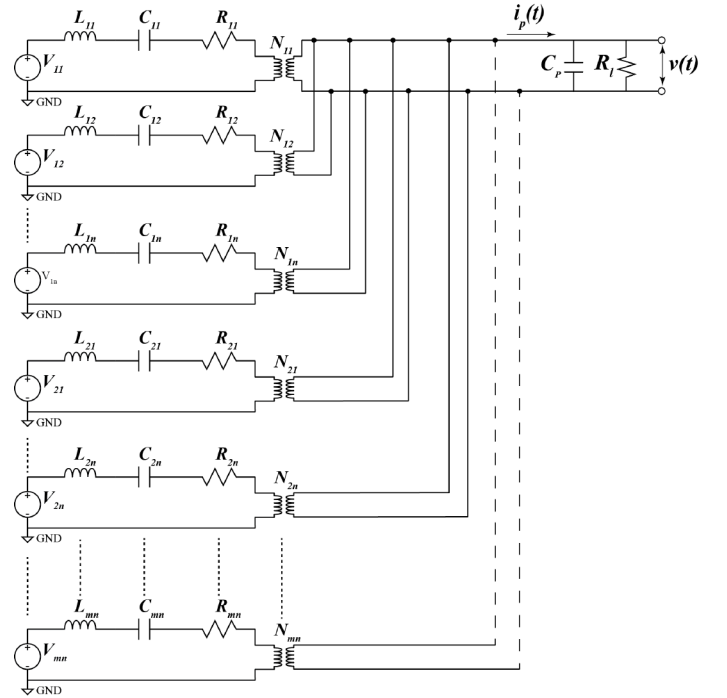 L11 C11 R11 N11 ip(t)
+ V11 - Cp Rl v(t)
GND
L12 C12 R12 N12
+ V12 -
GND
L1n C1n R1n N1n
+ V1n -
GND
L21 C21 R21 N21
+ V21 -
GND
L2n C2n R2n N2n
+ V2n -
GND
Lmn Cmn Rmn Nmn
+ Vmn -
GND